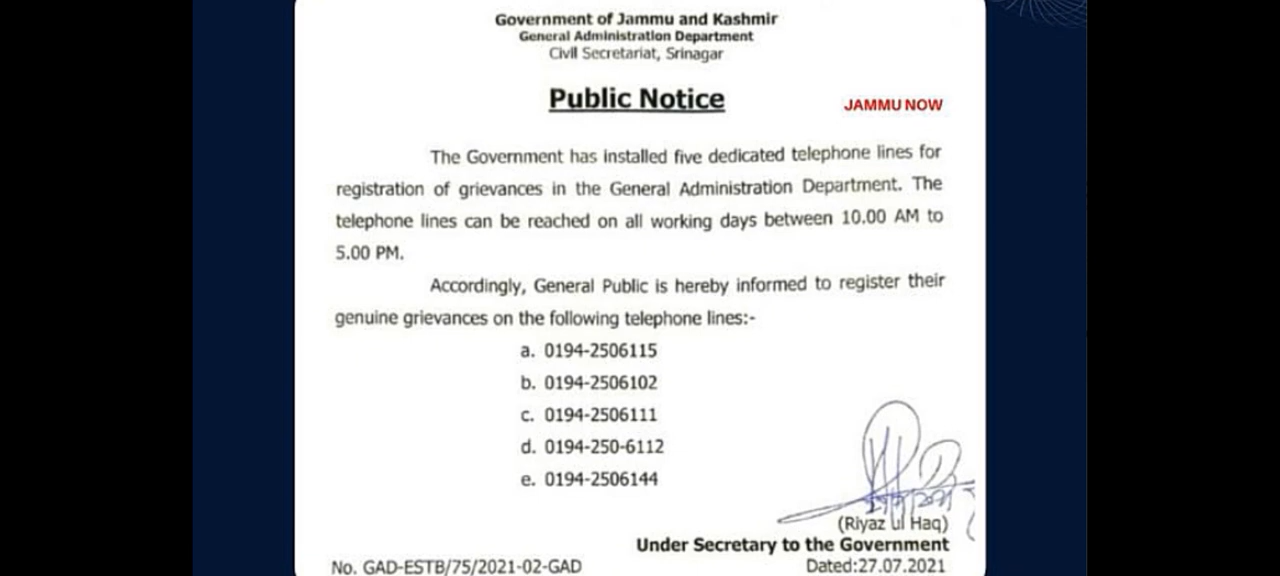 Government of Jammu and Kashmir
General Administration Department
Civil Secretariat, Srinagar
Public Notice
JAMMU NOW
The Government has installed five dedicated telephone lines for
registration of grievances in the General Administration Department. The
telephone lines can be reached on all working days between 10.00 AM to
5.00 PM.
Accordingly, General Public is hereby informed to register their
genuine grievances on the following telephone lines:-
a. 0194-2506115
b. 0194-2506102
c. 0194-2506111
d. 0194-250-6112
e. 0194-2506144
(Riyaz ul Haq)
Under Secretary to the Government
No. GAD-ESTB/75/2021-02-GAD
Dated:27.07.2021